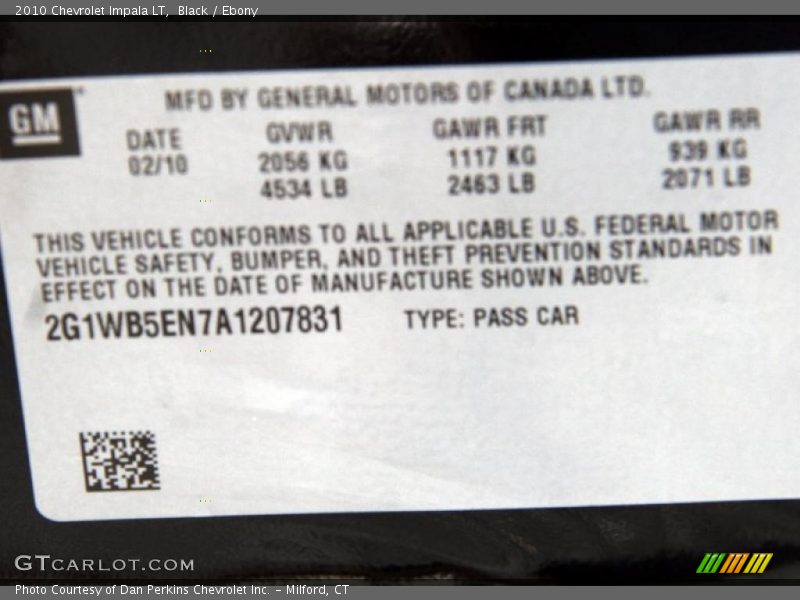 2010 Chevrolet Impala LT,  Black / Ebony
GM
MFD BY GENERAL MOTORS OF CANADA LTD.
DATE GVWR GAWR FRT GAWR RR
02/10 2056 KG 1117 KG 939 KG
4534 LB 2463 LB 2071 LB
THIS VEHICLE CONFORMS TO ALL APPLICABLE U.S. FEDERAL MOTOR
VEHICLE SAFETY, BUMPER, AND THEFT PREVENTION STANDARDS IN
EFFECT ON THE DATE OF MANUFACTURE SHOWN ABOVE.
2G1WB5EN7A1207831 TYPE: PASS CAR
GTCARLOT.COM
Photo Courtesy of Dan Perkins Chevrolet Inc. – Milford, CT